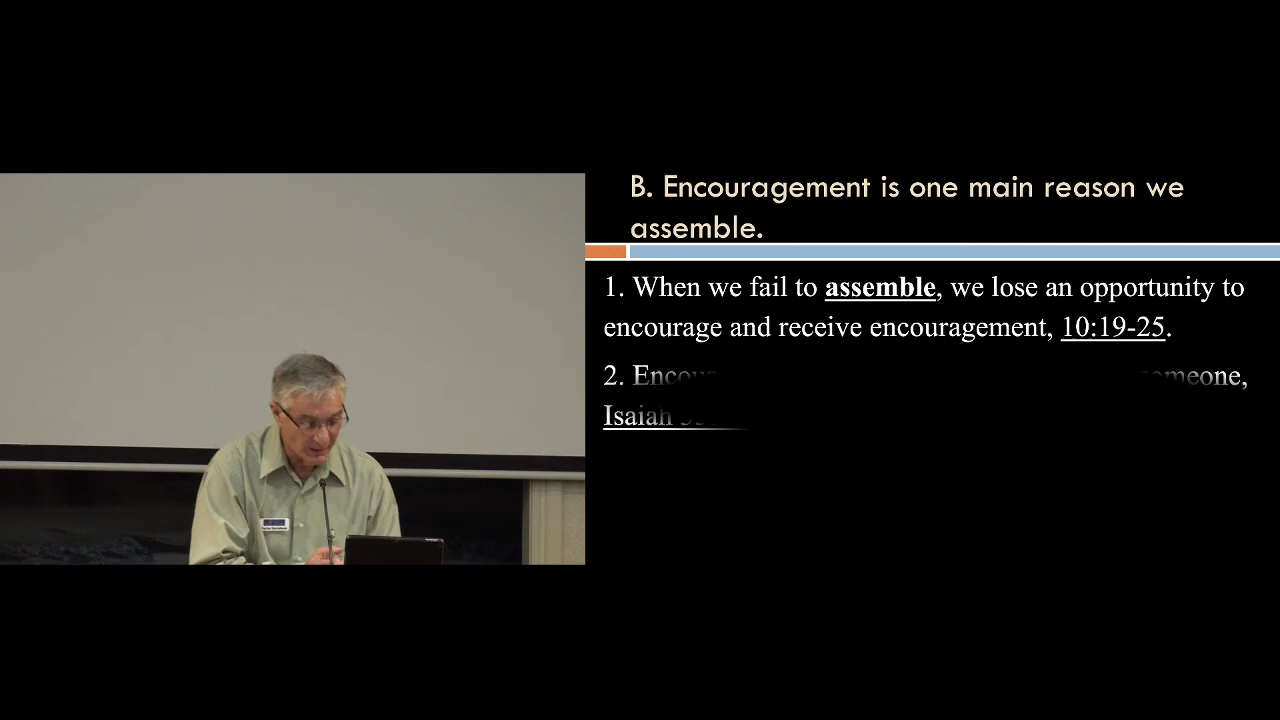 B. Encouragement is one main reason we
assemble.
1. When we fail to assemble, we lose an opportunity to
encourage and receive encouragement, 10:19-25.
2.
Isaiah